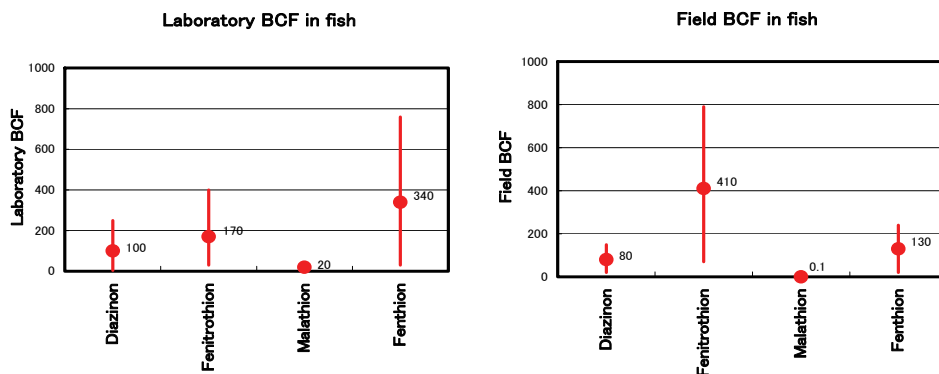 Laboratory BCF in fish
1000
800
600
400
200
0
Laboratory BCF
100
170
20
340
Diazinon
Fenitrothion
Malathion
Fenthion
Field BCF in fish
1000
800
600
400
200
0
Field BCF
80
410
0.1
130
Diazinon
Fenitrothion
Malathion
Fenthion